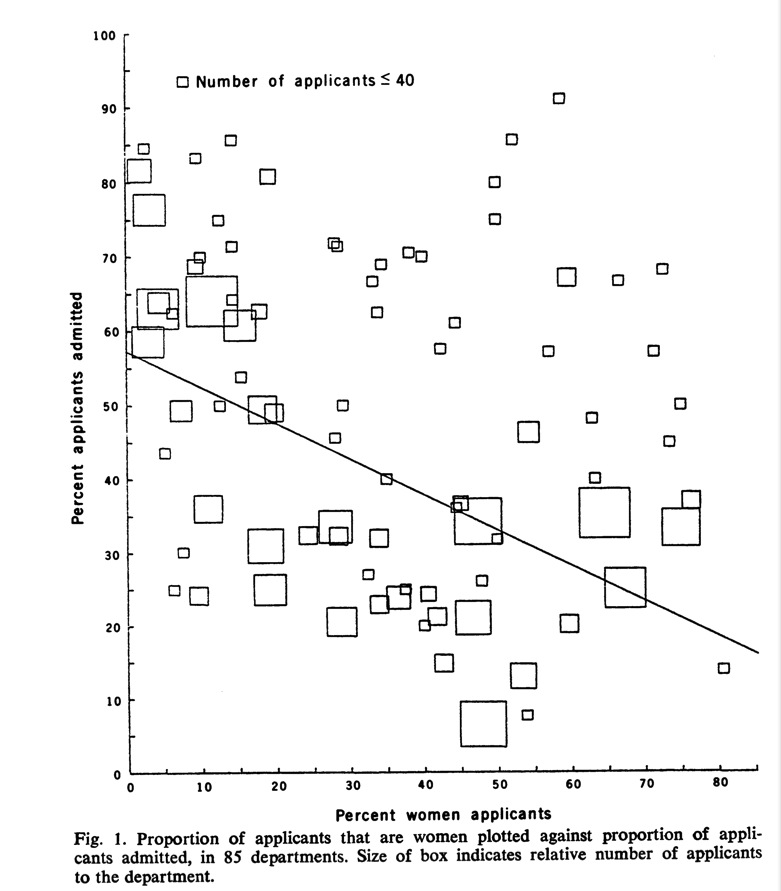 100
Number of applicants ≤ 40
90
80
70
60
50
40
30
20
10
0
Percent applicants admitted
0 10 20 30 40 50 60 70 80
Percent women applicants
Fig. 1. Proportion of applicants that are women plotted against proportion of appli-
cants admitted, in 85 departments. Size of box indicates relative number of applicants
to the department.